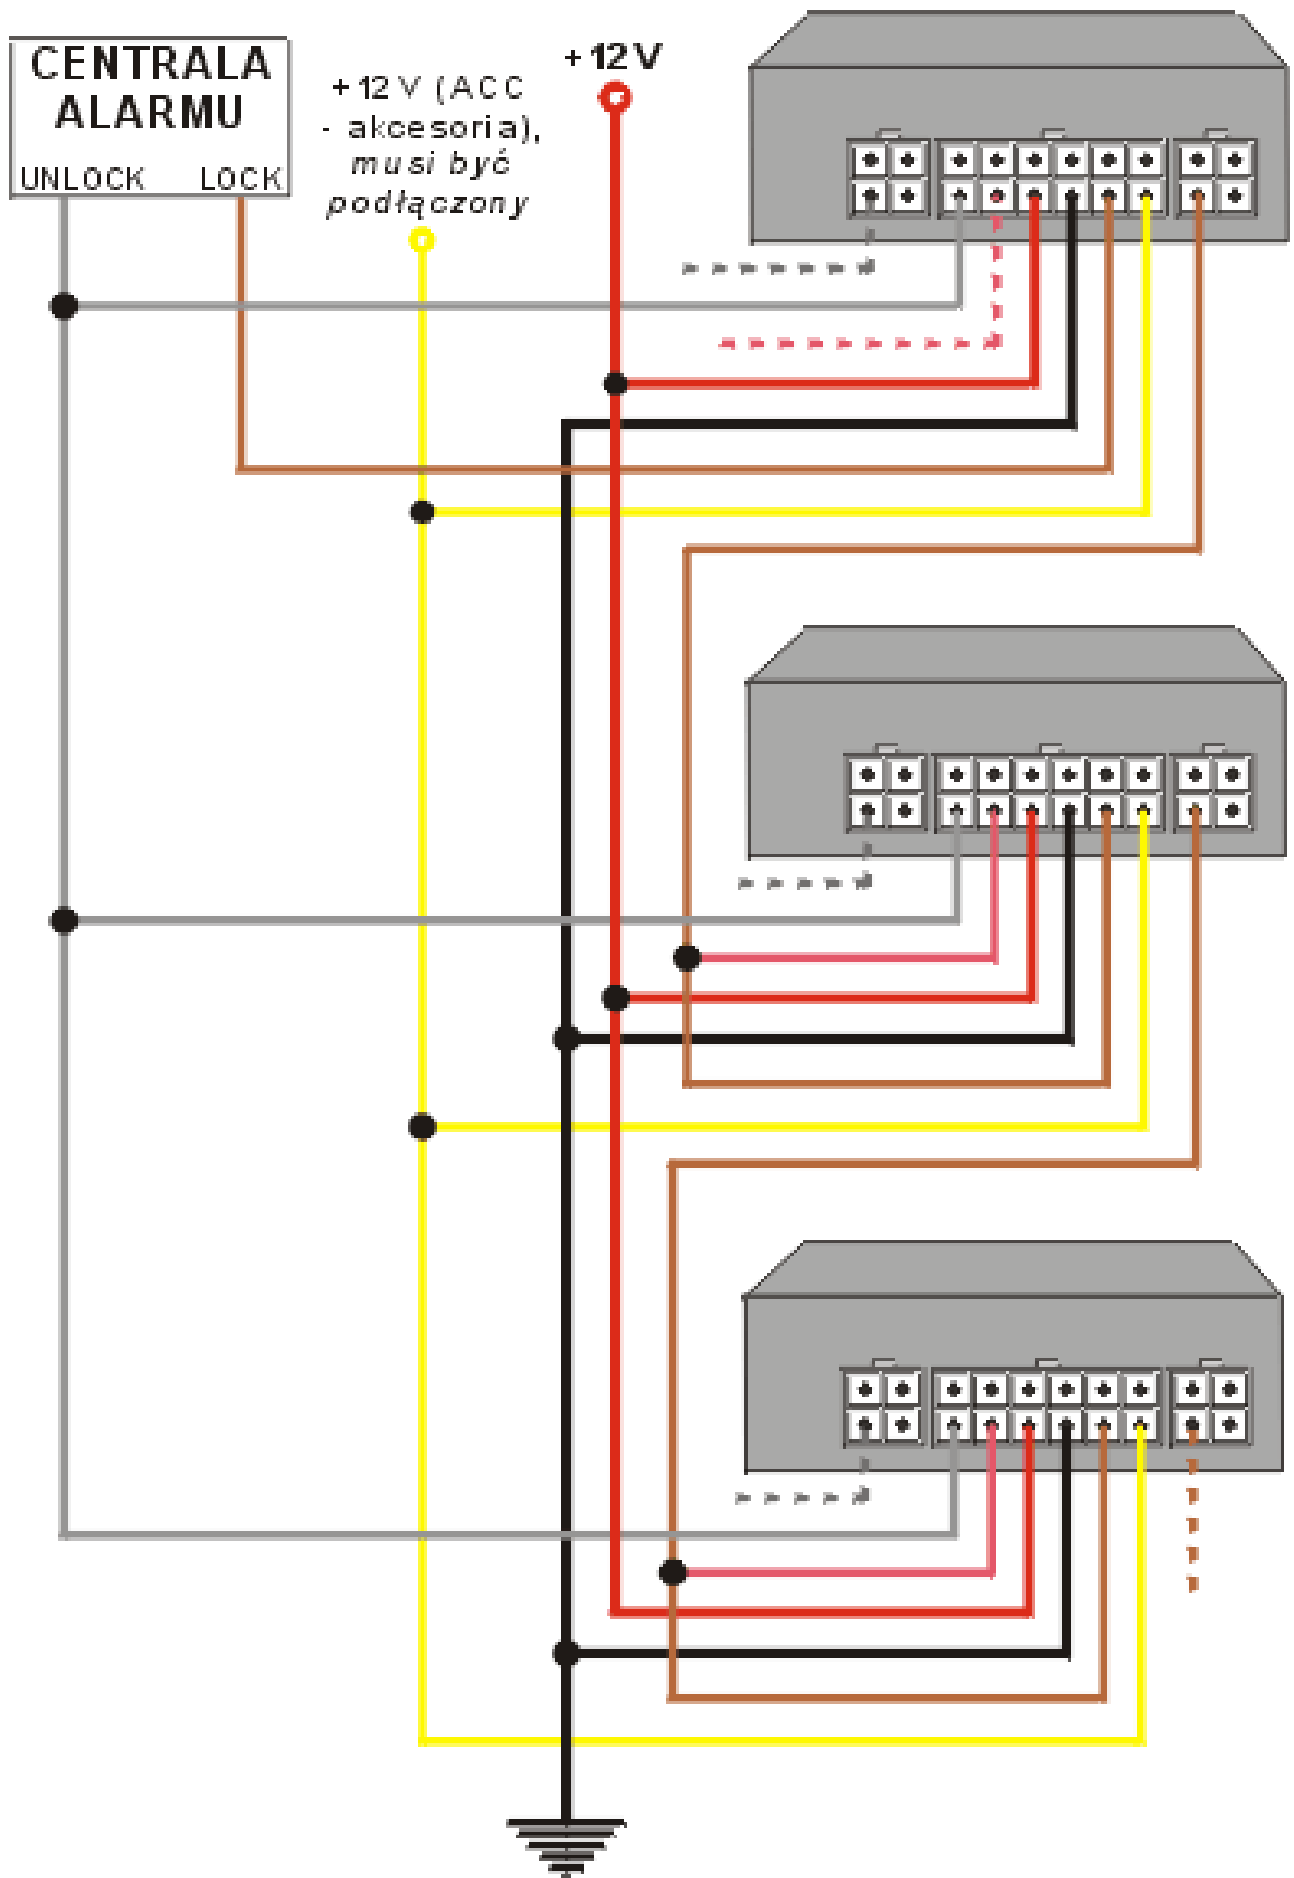 CENTRALA
ALARMU
UNLOCK LOCK
+12V (ACC
- akcesoria),
musi być
podłączony
+12V